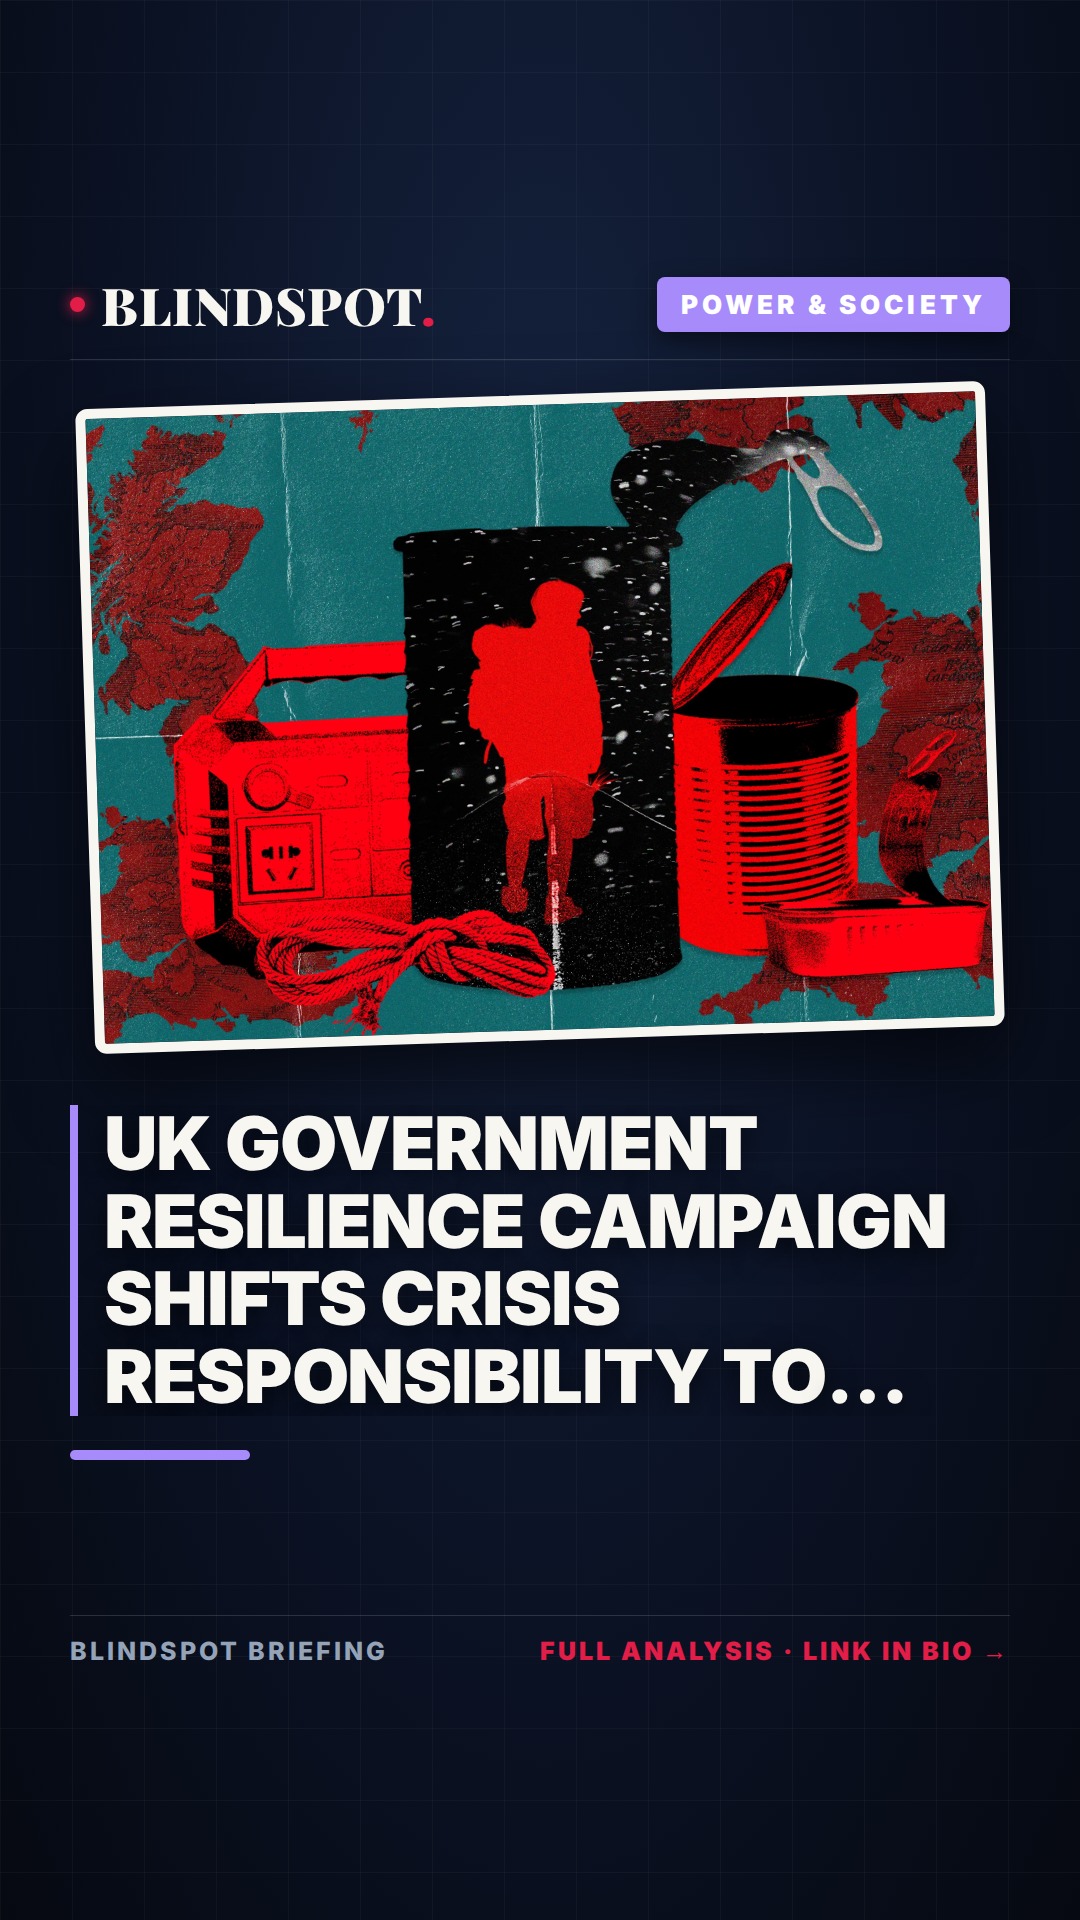 BLINDSPOT.
POWER & SOCIETY
UK GOVERNMENT
RESILIENCE CAMPAIGN
SHIFTS CRISIS
RESPONSIBILITY TO...
BLINDSPOT BRIEFING
FULL ANALYSIS · LINK IN BIO →